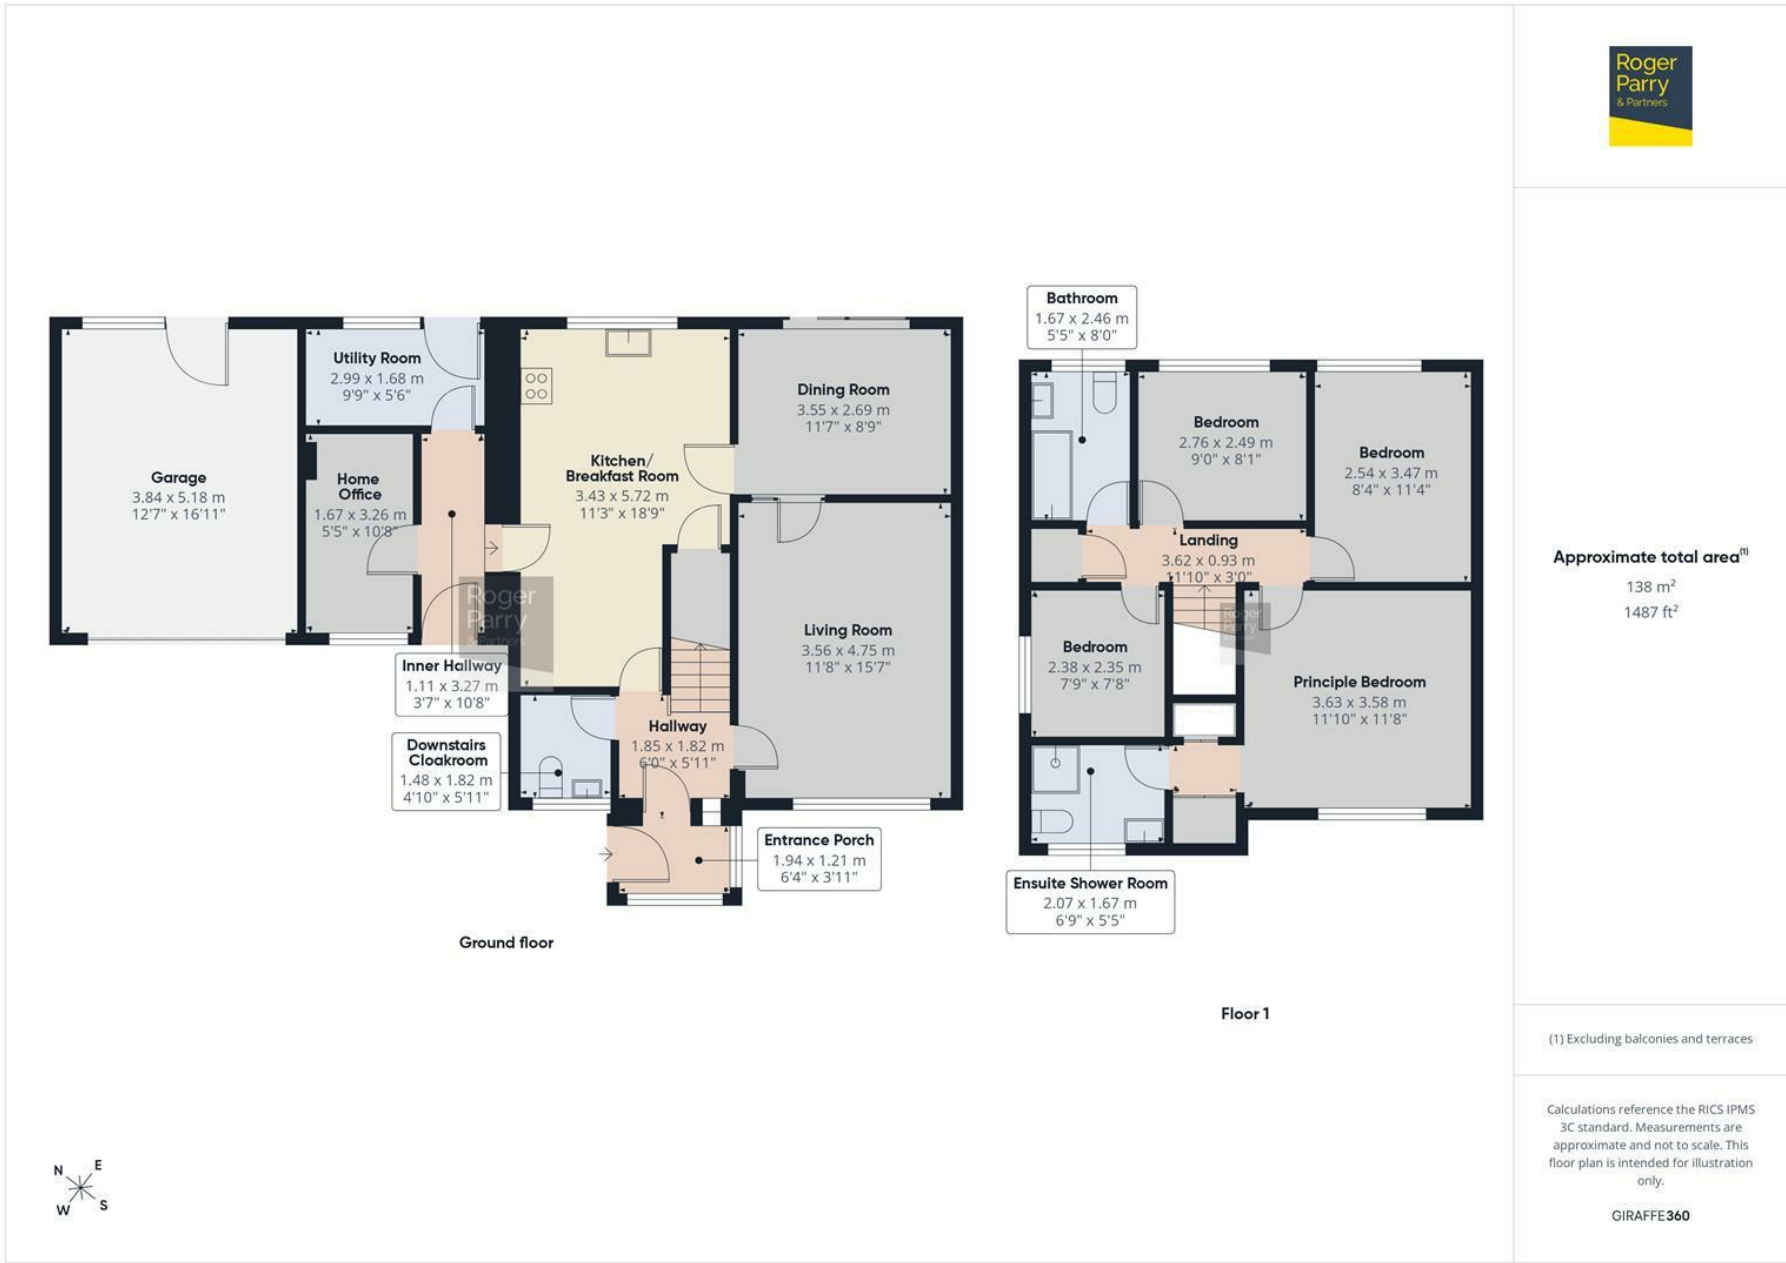 Roger
Parry
& Partners
Garage
3.84 x 5.18 m
12'7" x 16'11"
Utility Room
2.99 x 1.68 m
9'9" x 5'6"
Home
Office
1.67 x 3.26 m
5'5" x 10'8"
Inner Hallway
1.11 x 3.27 m
3'7" x 10'8"
Kitchen/
Breakfast Room
3.43 x 5.72 m
11'3" x 18'9"
Dining Room
3.55 x 2.69 m
11'7" x 8'9"
Living Room
3.56 x 4.75 m
11'8" x 15'7"
Roger
Parry
& Partners
Hallway
1.85 x 1.82 m
6'0" x 5'11"
Downstairs
Cloakroom
1.48 x 1.82 m
4'10" x 5'11"
Entrance Porch
1.94 x 1.21 m
6'4" x 3'11"
Ground floor
Bathroom
1.67 x 2.46 m
5'5" x 8'0"
Bedroom
2.76 x 2.49 m
9'0" x 8'1"
Bedroom
2.54 x 3.47 m
8'4" x 11'4"
Landing
3.62 x 0.93 m
11'10" x 3'0"
Roger
Parry
Bedroom
2.38 x 2.35 m
7'9" x 7'8"
Principle Bedroom
3.63 x 3.58 m
11'10" x 11'8"
Ensuite Shower Room
2.07 x 1.67 m
6'9" x 5'5"
Floor 1
Approximate total area(1)
138 m²
1487 ft²
(1) Excluding balconies and terraces
Calculations reference the RICS IPMS
3C standard. Measurements are
approximate and not to scale. This
floor plan is intended for illustration
only.
GIRAFFE360
N E
W S